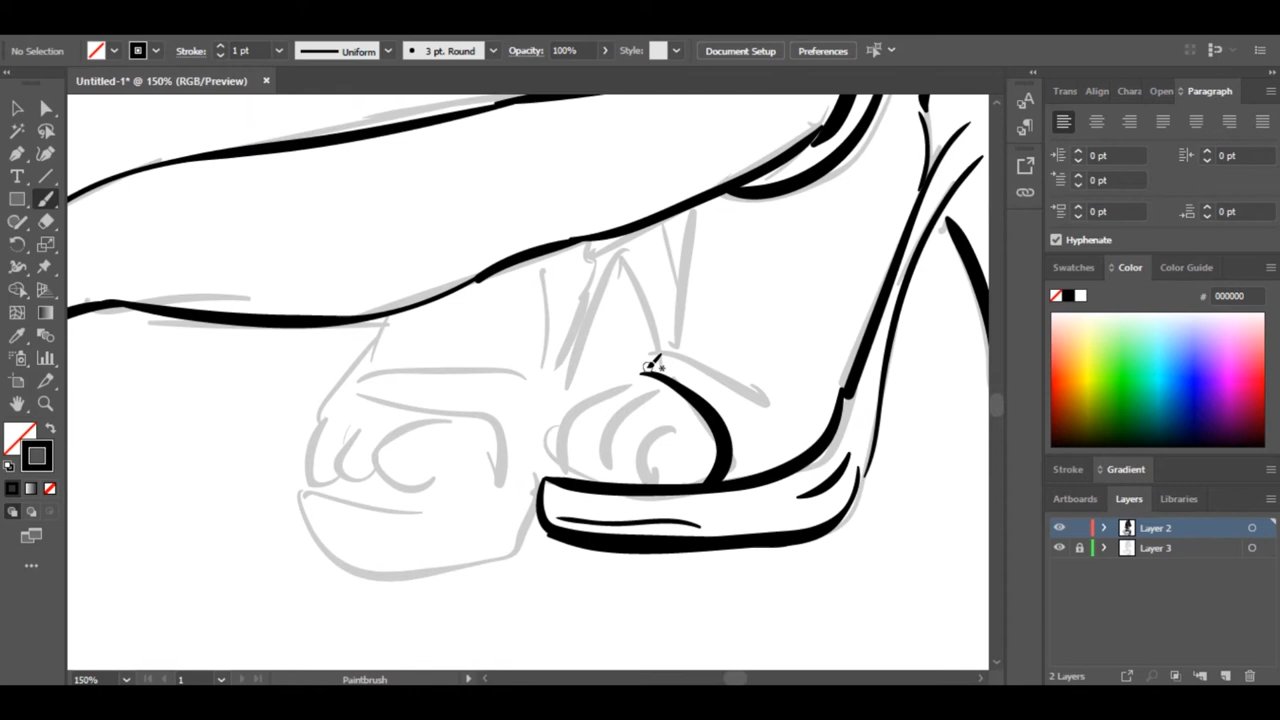 No Selection
Stroke: 1 pt
Uniform
3 pt. Round
Opacity: 100%
Style:
Document Setup
Preferences
Untitled-1* @ 150% (RGB/Preview)
Trans Align Chara Open Paragraph
0 pt 0 pt
0 pt
0 pt 0 pt
Hyphenate
Swatches Color Color Guide
# 000000
Stroke Gradient
Artboards Layers Libraries
Layer 2
Layer 3
2 Layers
150% 1 Paintbrush